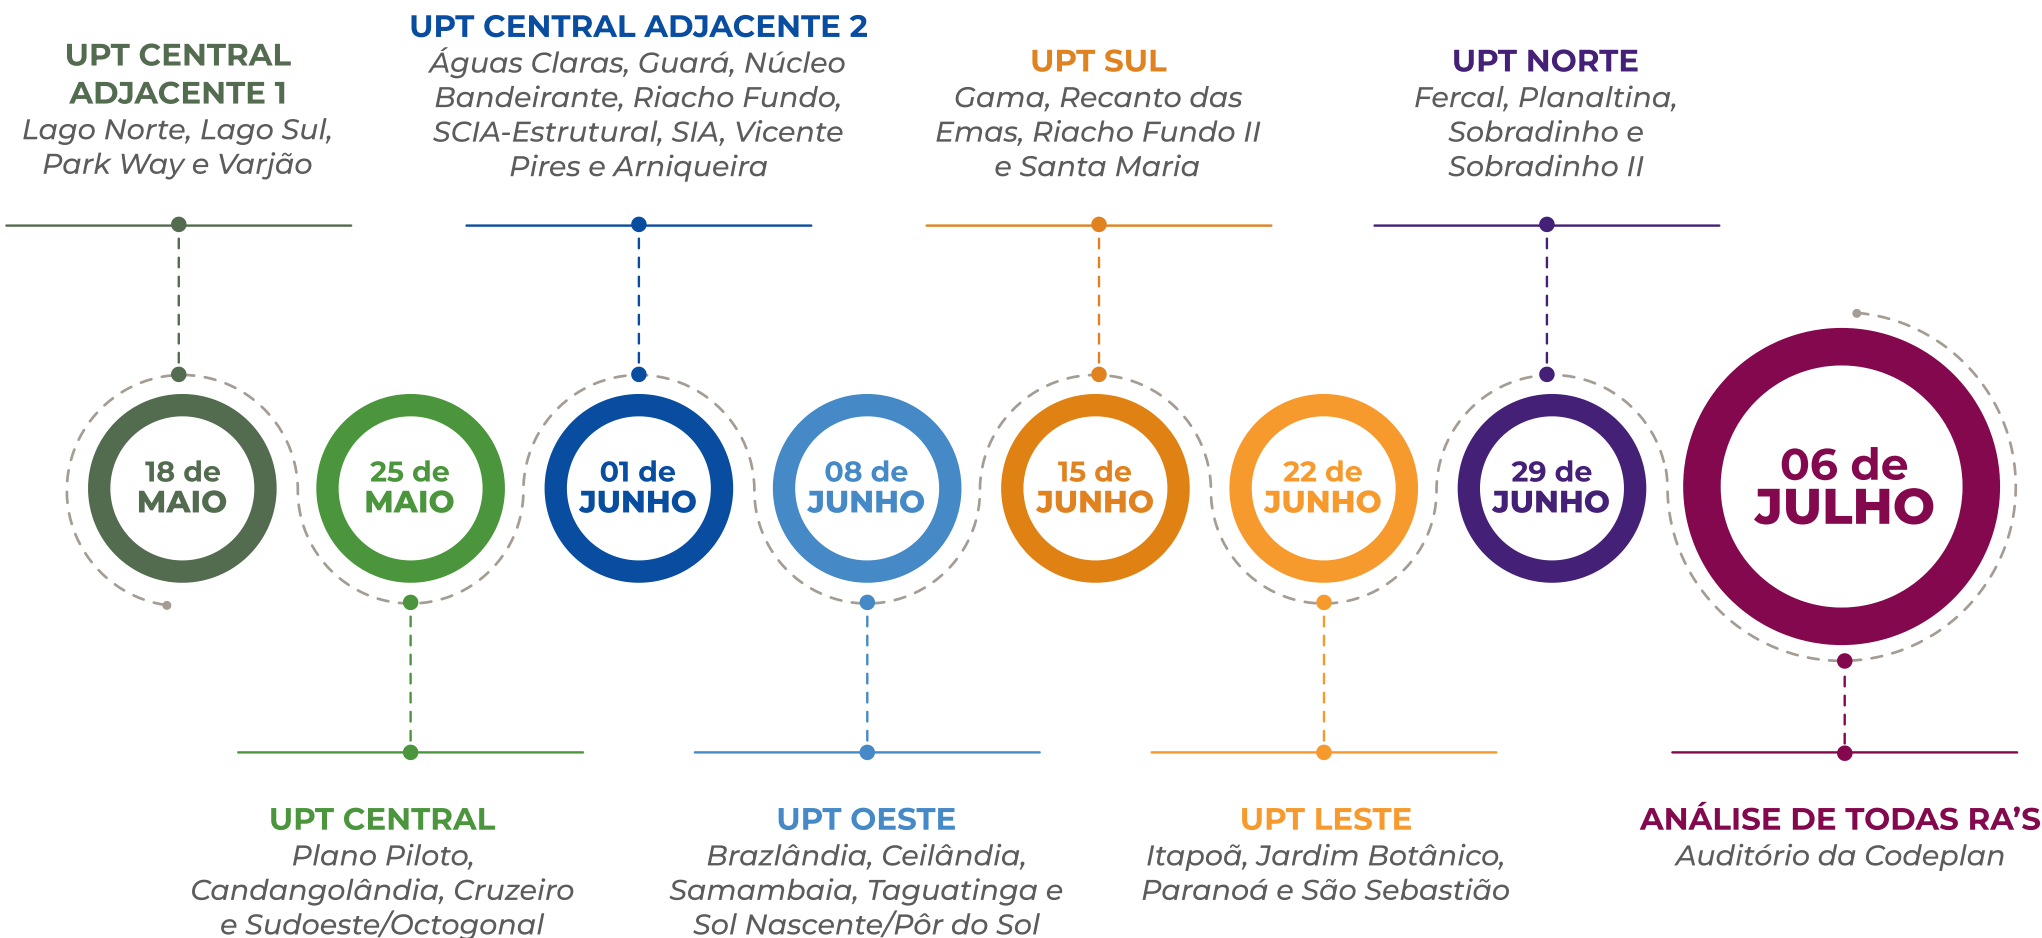 UPT CENTRAL
ADJACENTE 1
Lago Norte, Lago Sul,
Park Way e Varjão
UPT CENTRAL ADJACENTE 2
Águas Claras, Guará, Núcleo
Bandeirante, Riacho Fundo,
SCIA-Estrutural, SIA, Vicente
Pires e Arniqueira
UPT SUL
Gama, Recanto das
Emas, Riacho Fundo II
e Santa Maria
UPT NORTE
Fercal, Planaltina,
Sobradinho e
Sobradinho II
18 de
MAIO
25 de
MAIO
01 de
JUNHO
08 de
JUNHO
15 de
JUNHO
22 de
JUNHO
29 de
JUNHO
06 de
JULHO
UPT CENTRAL
Plano Piloto,
Candangolândia, Cruzeiro
e Sudoeste/Octogonal
UPT OESTE
Brazlândia, Ceilândia,
Samambaia, Taguatinga e
Sol Nascente/Pôr do Sol
UPT LESTE
Itapoã, Jardim Botânico,
Paranoá e São Sebastião
ANÁLISE DE TODAS RA’S
Auditório da Codeplan